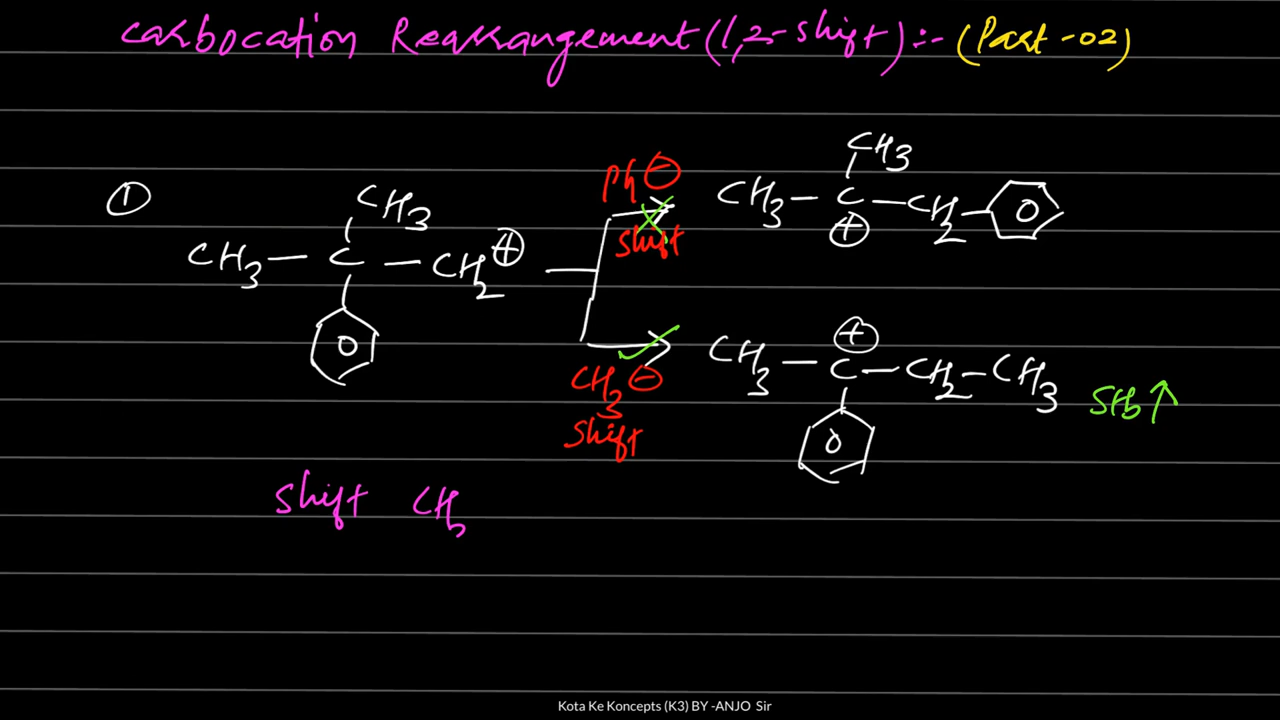 Carbocation Rearrangement (1,2-shift) :- (Part-02)
①
CH3
CH3 — C — CH2 ⊕
Ph ⊖
shift
CH3
CH3 — C — CH2 —
⊕
CH3 ⊖
shift
⊕
CH3 — C — CH2 — CH3
Stb ↑
shift CH3
Kota Ke Koncepts (K3) BY -ANJO Sir